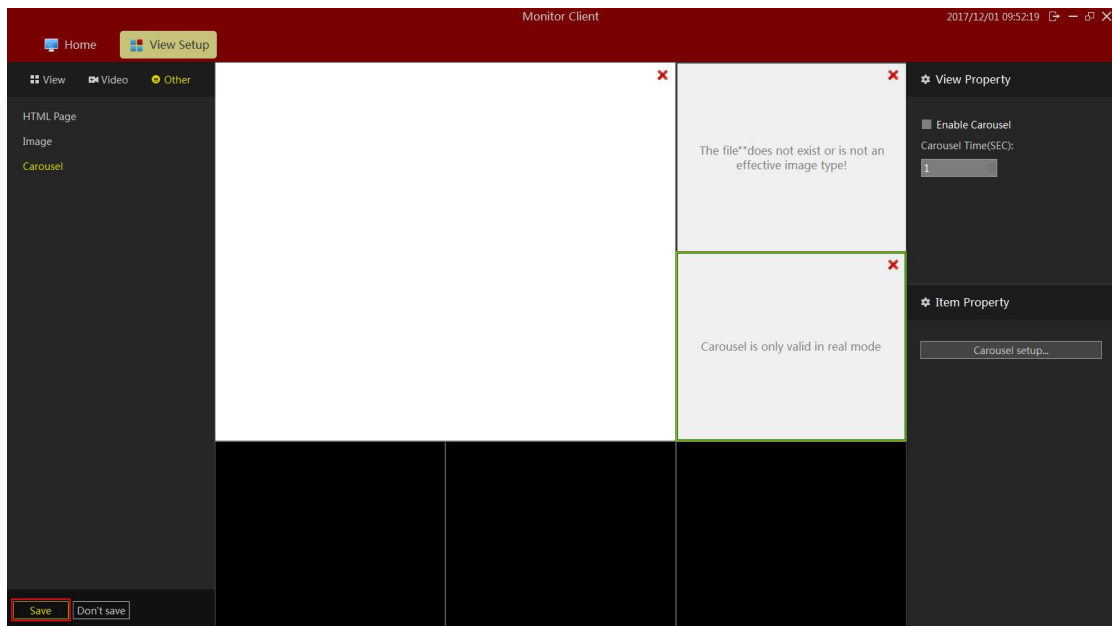 Monitor Client
2017/12/01 09:52:19
Home
View Setup
View
Video
Other
HTML Page
Image
Carousel
The file**does not exist or is not an
effective image type!
Carousel is only valid in real mode
View Property
Enable Carousel
Carousel Time(SEC):
1
Item Property
Carousel setup...
Save
Don't save